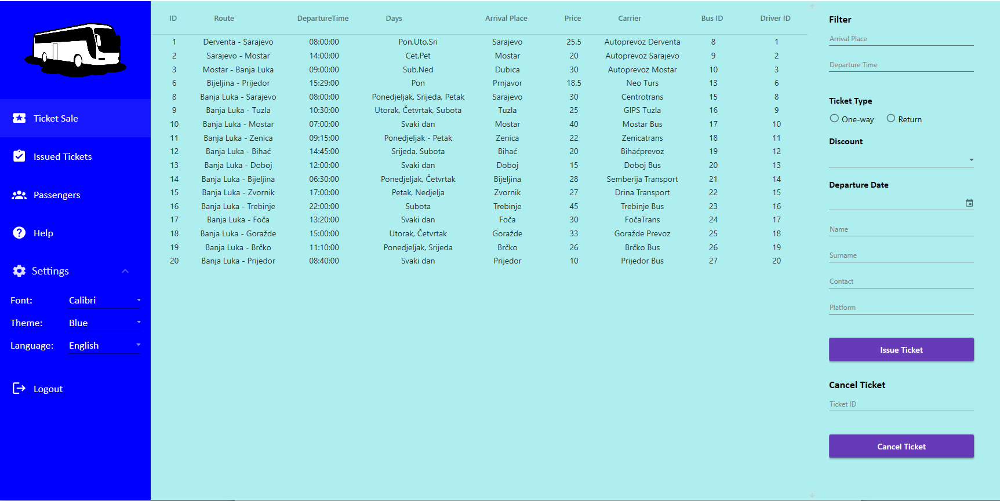 Ticket Sale
Issued Tickets
Passengers
Help
Settings
Font: Calibri
Theme: Blue
Language: English
Logout
ID Route DepartureTime Days Arrival Place Price Carrier Bus ID Driver ID
1 Derventa - Sarajevo 08:00:00 Pon,Uto,Sri Sarajevo 25.5 Autoprevoz Derventa 8 1
2 Sarajevo - Mostar 14:00:00 Cet,Pet Mostar 20 Autoprevoz Sarajevo 9 2
3 Mostar - Banja Luka 09:00:00 Sub,Ned Dubica 30 Autoprevoz Mostar 10 3
6 Bijeljina - Prijedor 15:29:00 Pon Prnjavor 18.5 Neo Turs 13 6
8 Banja Luka - Sarajevo 08:00:00 Ponedjeljak, Srijeda, Petak Sarajevo 30 Centrotrans 15 8
9 Banja Luka - Tuzla 10:30:00 Utorak, Četvrtak, Subota Tuzla 25 GIPS Tuzla 16 9
10 Banja Luka - Mostar 07:00:00 Svaki dan Mostar 40 Mostar Bus 17 10
11 Banja Luka - Zenica 09:15:00 Ponedjeljak - Petak Zenica 22 Zenicatrans 18 11
12 Banja Luka - Bihać 14:45:00 Srijeda, Subota Bihać 20 Bihaćprevoz 19 12
13 Banja Luka - Doboj 12:00:00 Svaki dan Doboj 15 Doboj Bus 20 13
14 Banja Luka - Bijeljina 06:30:00 Ponedjeljak, Četvrtak Bijeljina 28 Semberija Transport 21 14
15 Banja Luka - Zvornik 17:00:00 Petak, Nedjelja Zvornik 27 Drina Transport 22 15
16 Banja Luka - Trebinje 22:00:00 Subota Trebinje 45 Trebinje Bus 23 16
17 Banja Luka - Foča 13:20:00 Svaki dan Foča 30 FočaTrans 24 17
18 Banja Luka - Goražde 15:00:00 Utorak, Četvrtak Goražde 33 Goražde Prevoz 25 18
19 Banja Luka - Brčko 11:10:00 Ponedjeljak, Srijeda Brčko 26 Brčko Bus 26 19
20 Banja Luka - Prijedor 08:40:00 Svaki dan Prijedor 10 Prijedor Bus 27 20
Filter
Arrival Place
Departure Time
Ticket Type
One-way Return
Discount
Departure Date
Name
Surname
Contact
Platform
Issue Ticket
Cancel Ticket
Ticket ID
Cancel Ticket